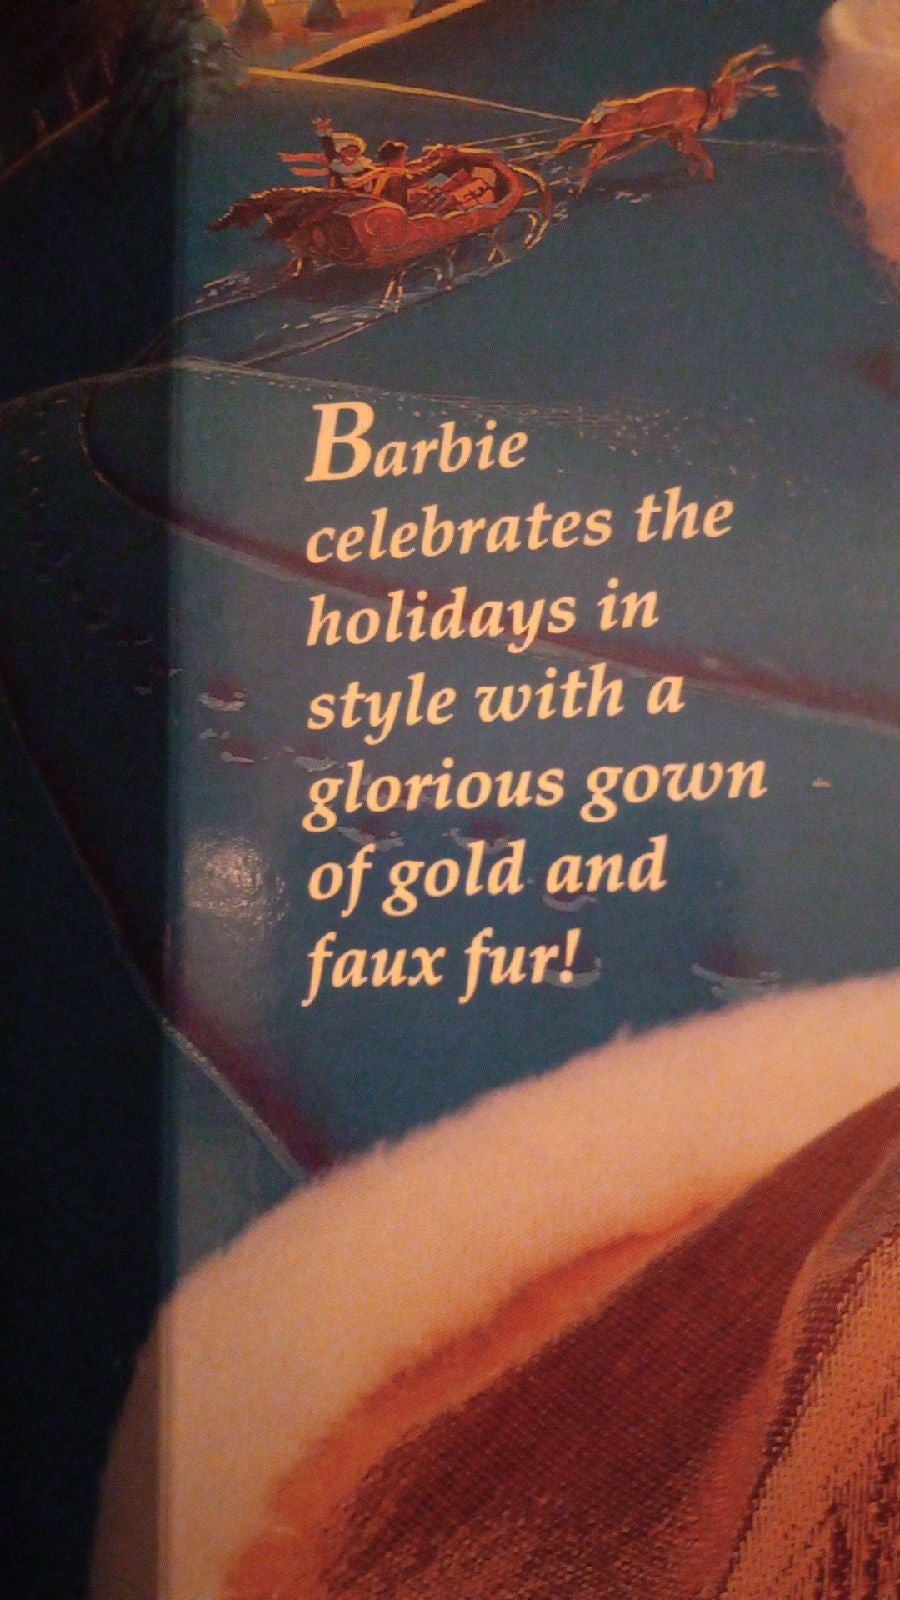 Barbie
celebrates the
holidays in
style with a
glorious gown
of gold and
faux fur!